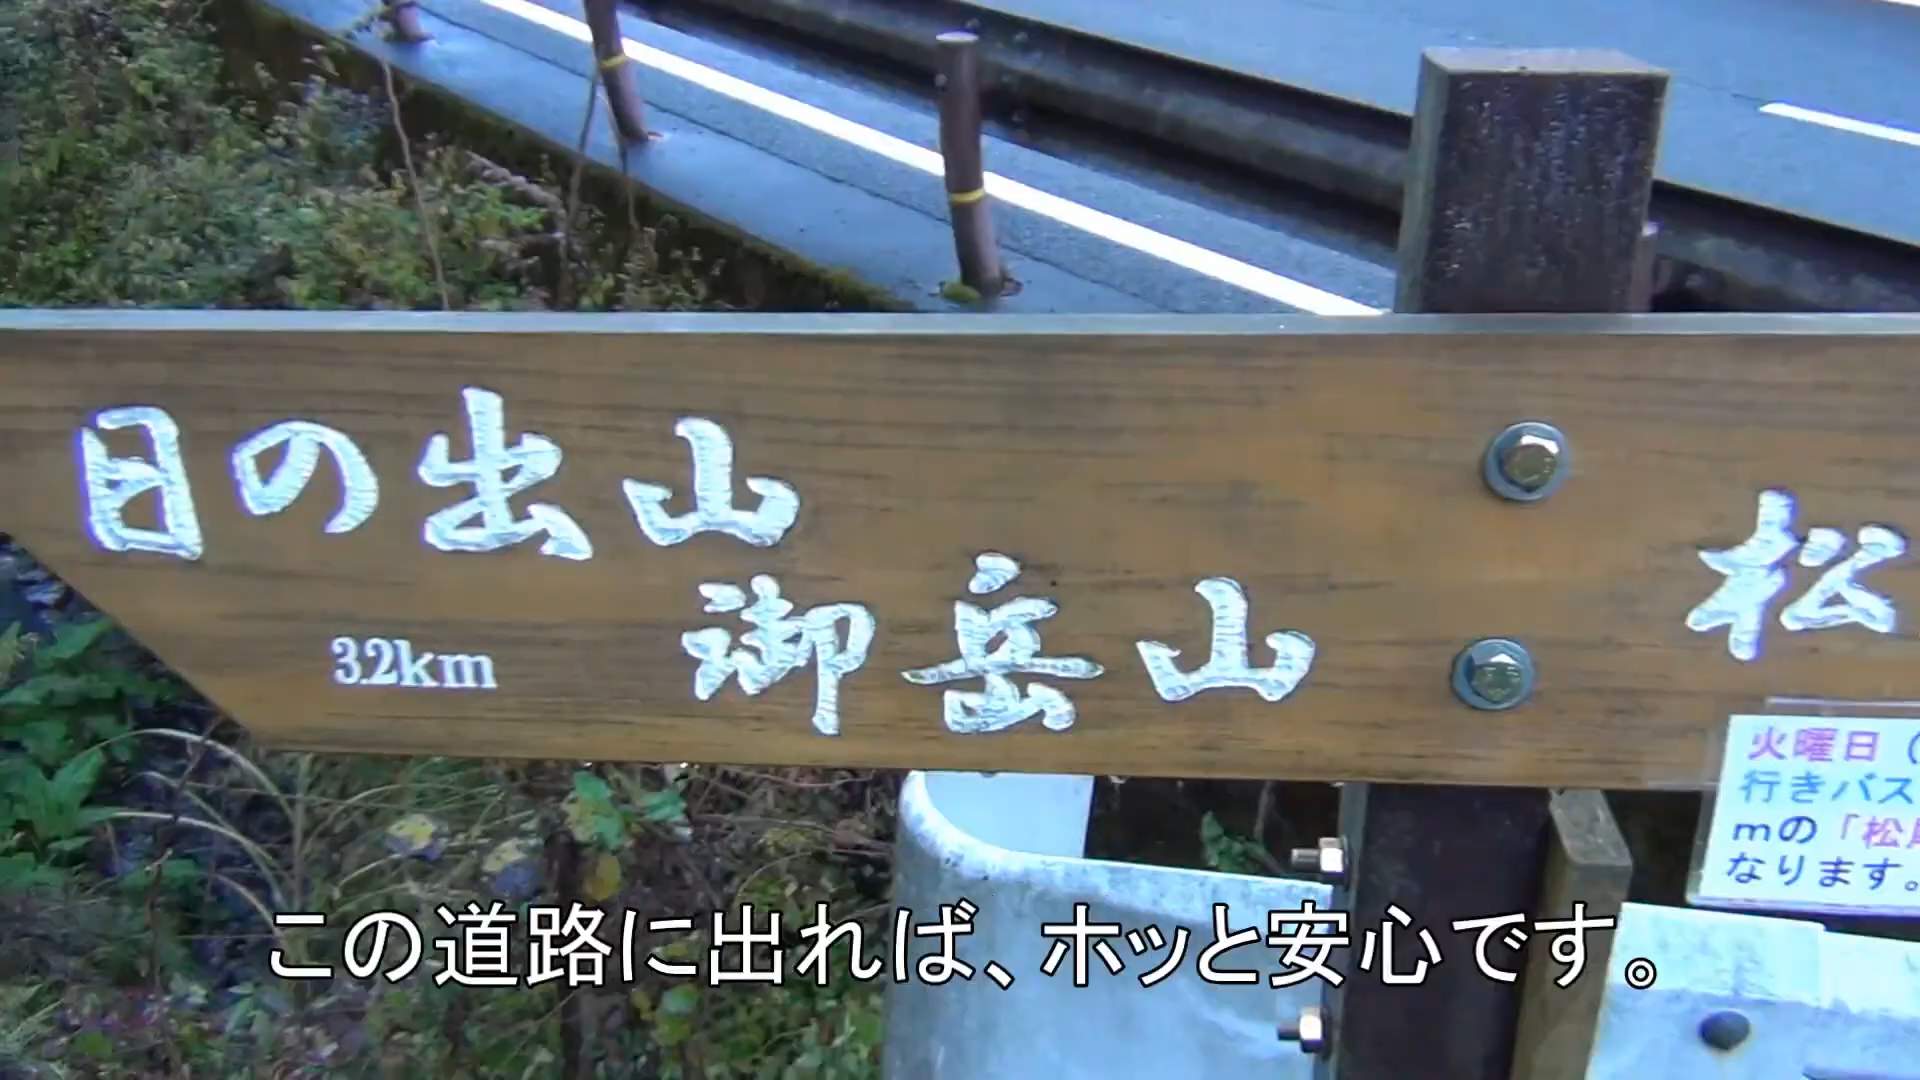 日の出山
3.2km
御岳山
松
火曜日（
行きバス
mの「松尾
なります。
この道路に出れば、ホッと安心です。